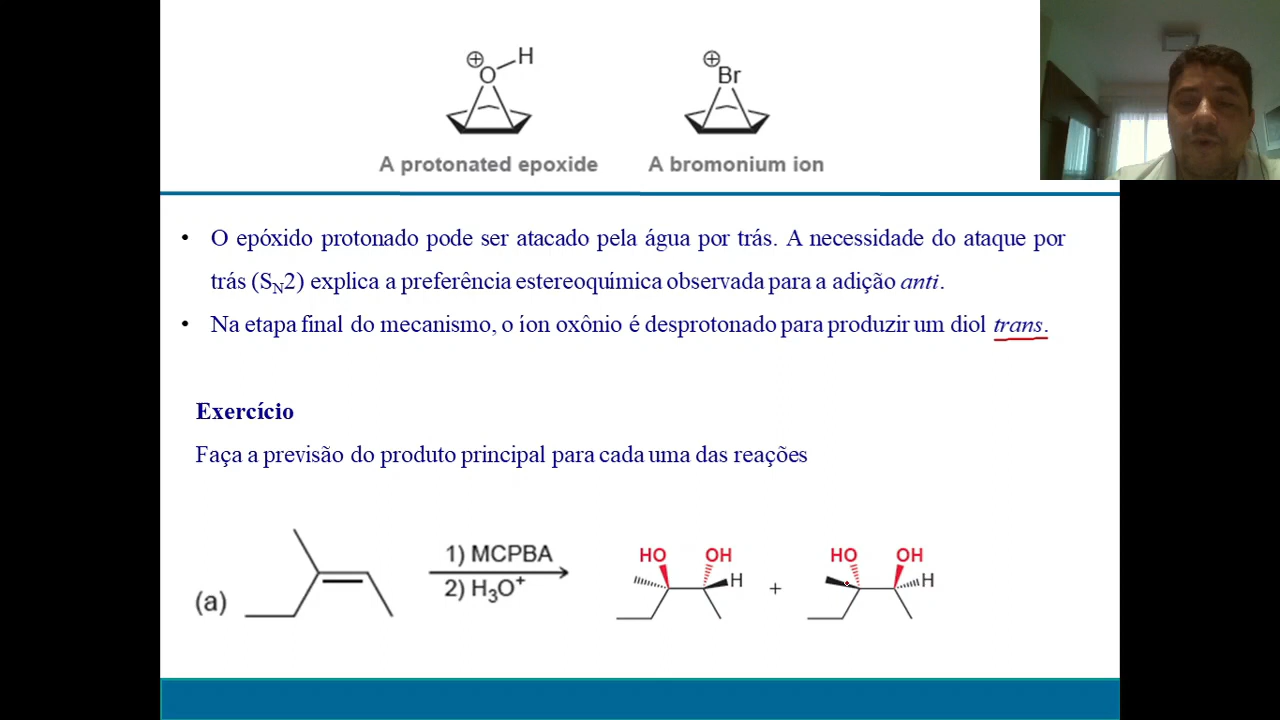 ⊕
O
H
⊕
Br
A protonated epoxide
A bromonium ion
• O epóxido protonado pode ser atacado pela água por trás. A necessidade do ataque por
trás (SN2) explica a preferência estereoquímica observada para a adição anti.
• Na etapa final do mecanismo, o íon oxônio é desprotonado para produzir um diol trans.
Exercício
Faça a previsão do produto principal para cada uma das reações
(a)
1) MCPBA
2) H3O+
HO OH
H
+
HO OH
H